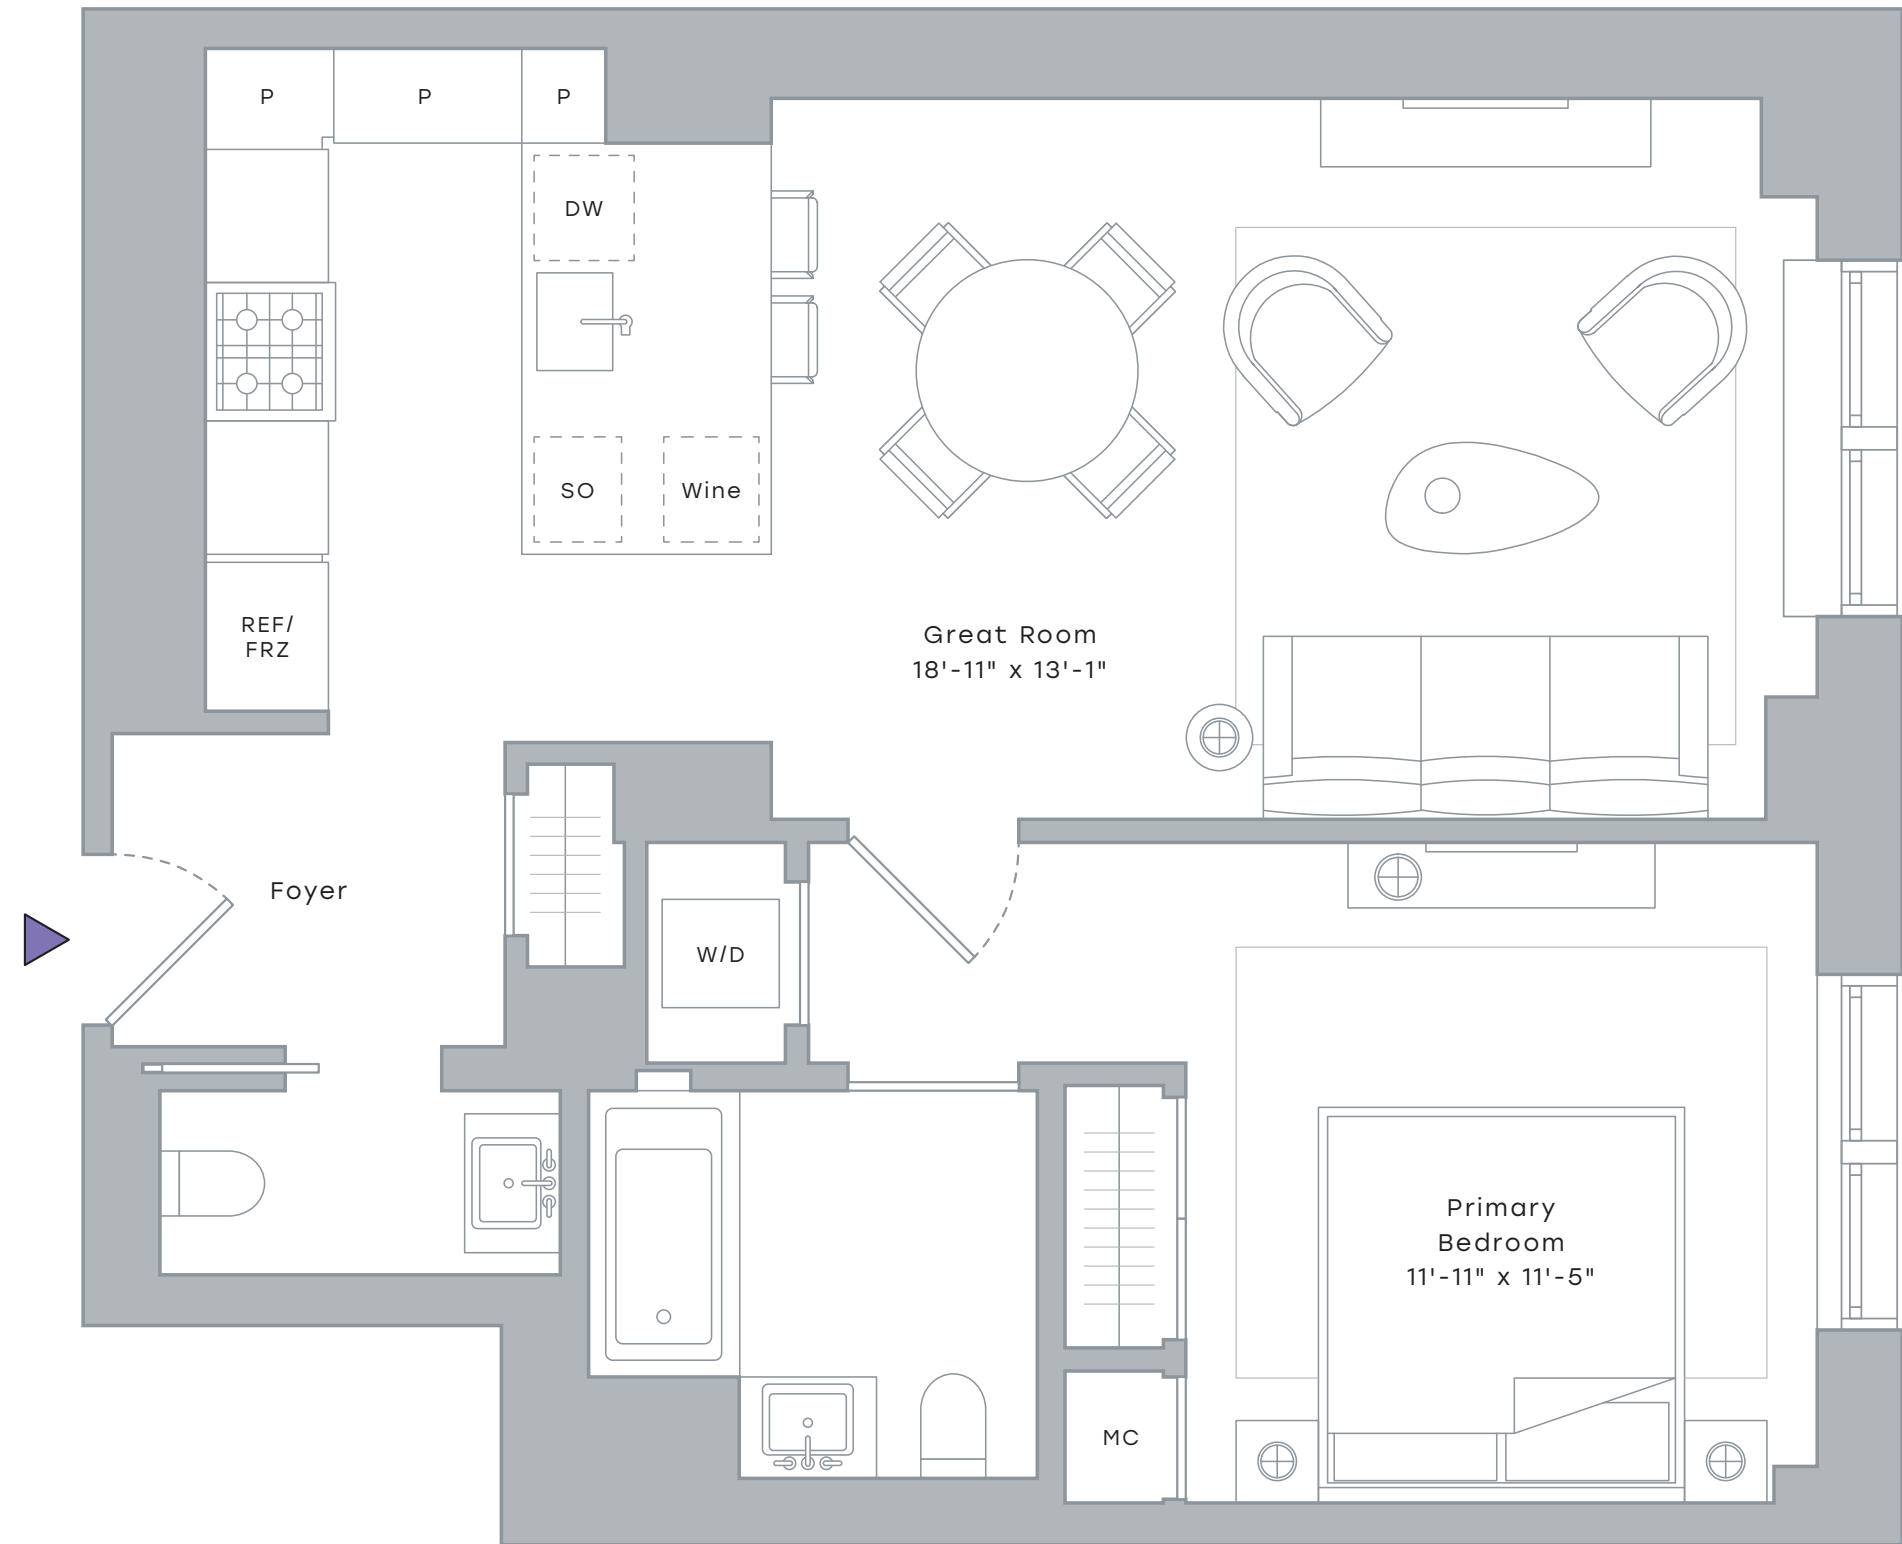 P
P
P
DW
SO
Wine
REF/
FRZ
Great Room
18'-11" x 13'-1"
Foyer
W/D
Primary
Bedroom
11'-11" x 11'-5"
MC